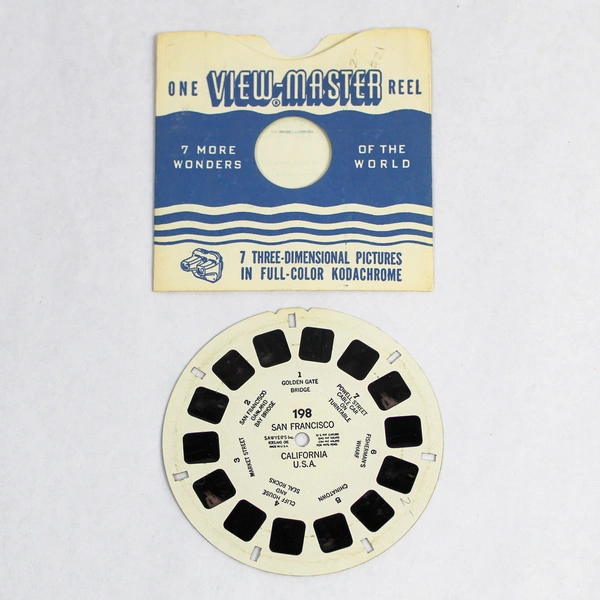 ONE VIEW-MASTER® REEL
7 MORE
WONDERS
OF THE
WORLD
7 THREE-DIMENSIONAL PICTURES
IN FULL-COLOR KODACHROME
1
GOLDEN GATE
BRIDGE
2
SAN FRANCISCO
OAKLAND
BAY BRIDGE
3
MARKET STREET
4
CLIFF HOUSE
AND
SEAL ROCKS
CHINATOWN
6
FISHERMAN'S
WHARF
7
POWELL STREET
CABLE CAR
ON
TURNTABLE
198
SAN FRANCISCO
SAWYER'S Inc.
CALIFORNIA
U.S.A.